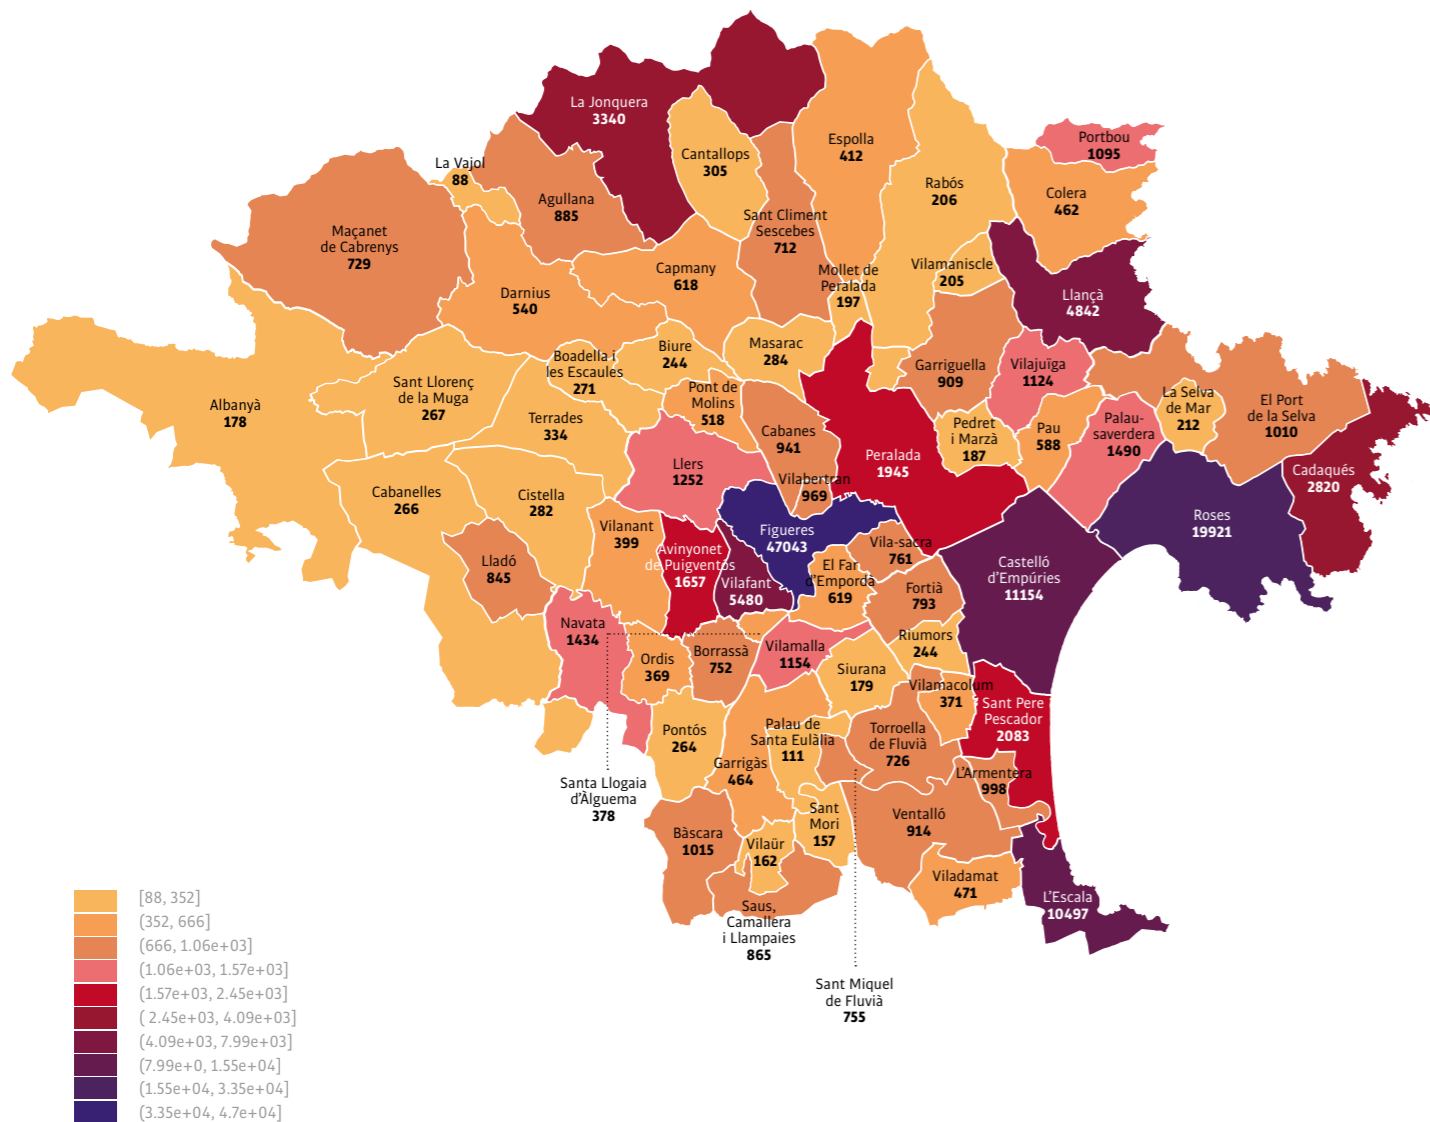 La Jonquera
3340
Cantallops
305
Espolla
412
Portbou
1095
La Vajol
88
Agullana
885
Rabós
206
Colera
462
Maçanet
de Cabrenys
729
Sant Climent
Sescebes
712
Capmany
618
Mollet de
Peralada
197
Vilamaniscle
205
Llançà
4842
Darnius
540
Masarac
284
Biure
244
Boadella i
les Escaules
271
Garriguella
909
Vilajuïga
1124
Sant Llorenç
de la Muga
267
Albanyà
178
Terrades
334
Pont de
Molins
518
Cabanes
941
Peralada
1945
Pedret
i Marzà
187
Pau
588
Palau-
saverdera
1490
La Selva
de Mar
212
El Port
de la Selva
1010
Cadaqués
2820
Llers
1252
Vilabertran
969
Cabanelles
266
Cistella
282
Vilanant
399
Figueres
47043
Roses
19921
Avinyonet
de Puigventós
1657
Vilafant
5480
Vila-sacra
761
El Far
d’Empordà
619
Castelló
d’Empúries
11154
Lladó
845
Fortià
793
Navata
1434
Riumors
244
Ordis
369
Borrassà
752
Vilamalla
1154
Siurana
179
Vilamacolum
371
Sant Pere
Pescador
2083
Pontós
264
Palau de
Santa Eulàlia
111
Torroella
de Fluvià
726
Garrigàs
464
L’Armentera
998
Santa Llogaia
d’Àlguema
378
Sant
Mori
157
Ventalló
914
Bàscara
1015
Vilaür
162
Viladamat
471
L’Escala
10497
Saus,
Camallera
i Llampaies
865
Sant Miquel
de Fluvià
755
[88, 352]
(352, 666]
(666, 1.06e+03]
(1.06e+03, 1.57e+03]
(1.57e+03, 2.45e+03]
( 2.45e+03, 4.09e+03]
(4.09e+03, 7.99e+03]
(7.99e+0, 1.55e+04]
(1.55e+04, 3.35e+04]
(3.35e+04, 4.7e+04]